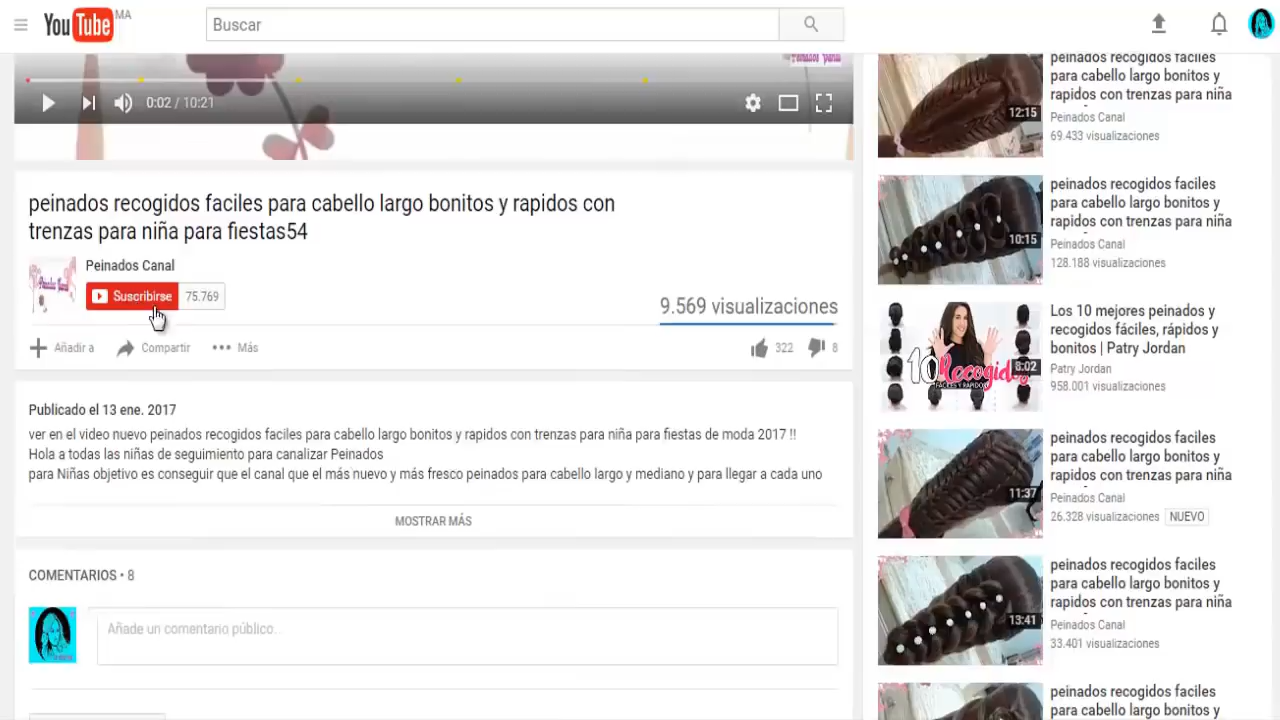 YouTube MA
Buscar
0:02 / 10:21
peinados recogidos faciles para cabello largo bonitos y rapidos con
trenzas para niña para fiestas54
Peinados Canal
Suscribirse 75.769
9.569 visualizaciones
Añadir a Compartir Más 322 8
Publicado el 13 ene. 2017
ver en el video nuevo peinados recogidos faciles para cabello largo bonitos y rapidos con trenzas para niña para fiestas de moda 2017 !!
Hola a todas las niñas de seguimiento para canalizar Peinados
para Niñas objetivo es conseguir que el canal que el más nuevo y más fresco peinados para cabello largo y mediano y para llegar a cada uno
MOSTRAR MÁS
COMENTARIOS • 8
Añade un comentario público...
peinados recogidos faciles
para cabello largo bonitos y
rapidos con trenzas para niña
12:15
Peinados Canal
69.433 visualizaciones
peinados recogidos faciles
para cabello largo bonitos y
rapidos con trenzas para niña
10:15
Peinados Canal
128.188 visualizaciones
Los 10 mejores peinados y
recogidos fáciles, rápidos y
bonitos | Patry Jordan
10 Recogidos
FÁCILES Y RÁPIDOS
8:02
Patry Jordan
958.001 visualizaciones
peinados recogidos faciles
para cabello largo bonitos y
rapidos con trenzas para niña
11:37
Peinados Canal
26.328 visualizaciones NUEVO
peinados recogidos faciles
para cabello largo bonitos y
rapidos con trenzas para niña
13:41
Peinados Canal
33.401 visualizaciones
peinados recogidos faciles
para cabello largo bonitos y